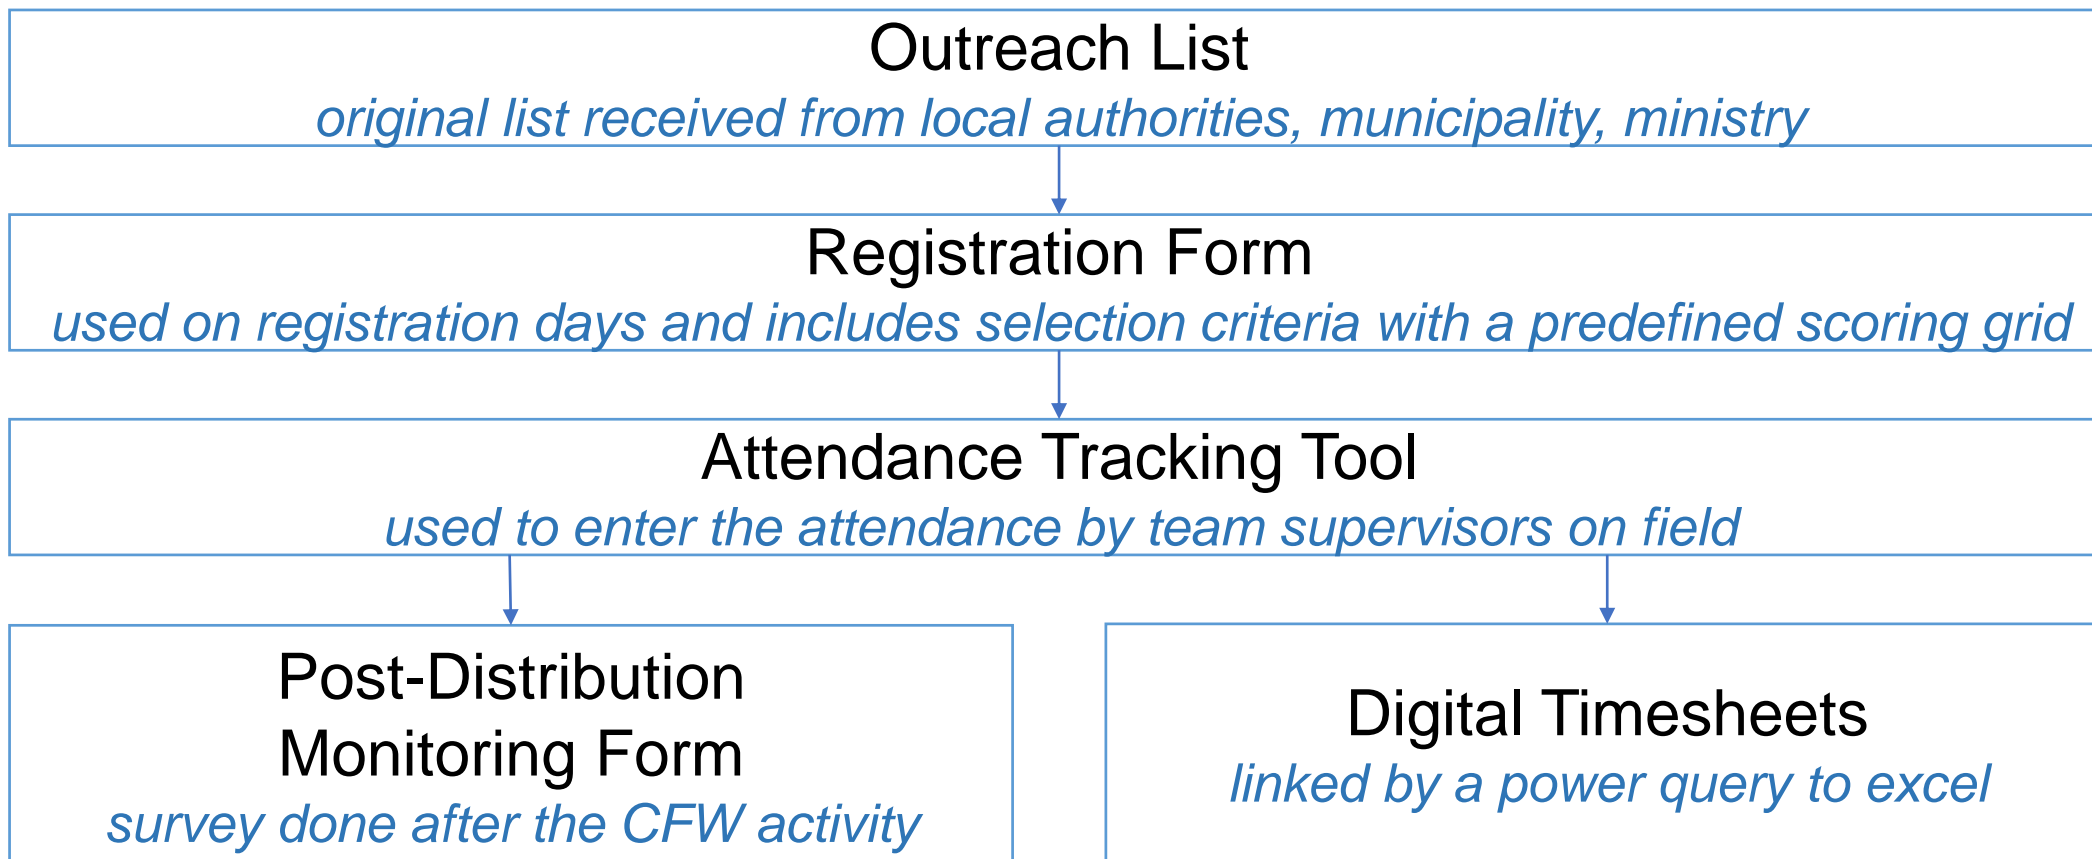 Outreach List
original list received from local authorities, municipality, ministry
Registration Form
used on registration days and includes selection criteria with a predefined scoring grid
Attendance Tracking Tool
used to enter the attendance by team supervisors on field
Post-Distribution
Monitoring Form
survey done after the CFW activity
Digital Timesheets
linked by a power query to excel